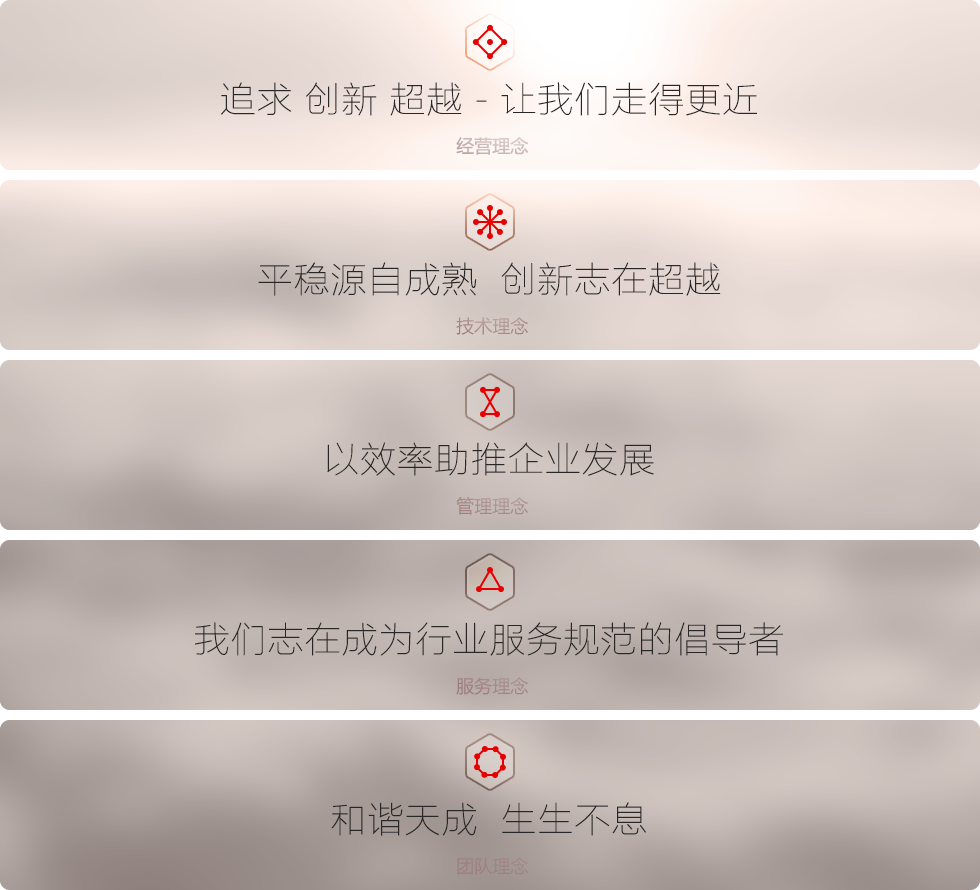 追求 创新 超越 - 让我们走得更近
经营理念
平稳源自成熟 创新志在超越
技术理念
以效率助推企业发展
管理理念
我们志在成为行业服务规范的倡导者
服务理念
和谐天成 生生不息
团队理念